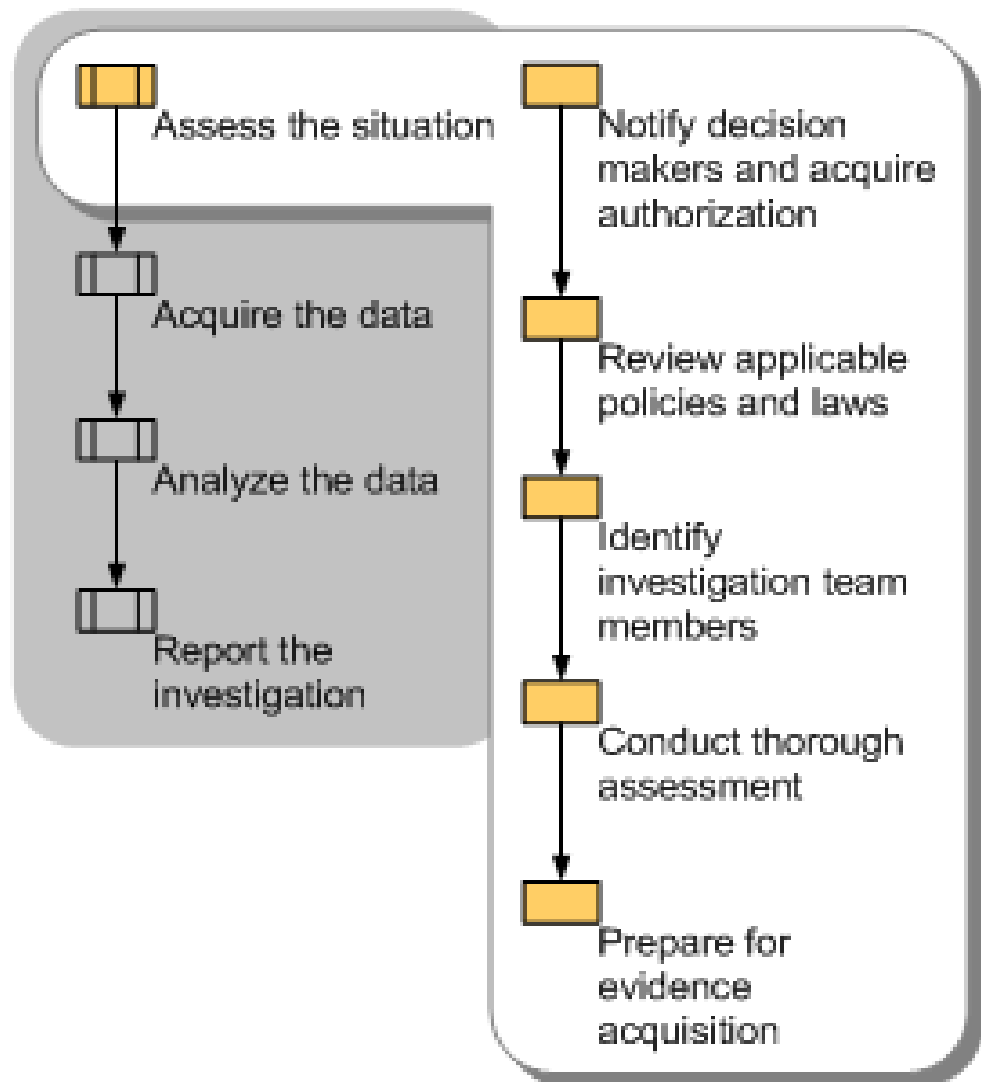 Assess the situation
Acquire the data
Analyze the data
Report the
investigation
Notify decision
makers and acquire
authorization
Review applicable
policies and laws
Identify
investigation team
members
Conduct thorough
assessment
Prepare for
evidence
acquisition